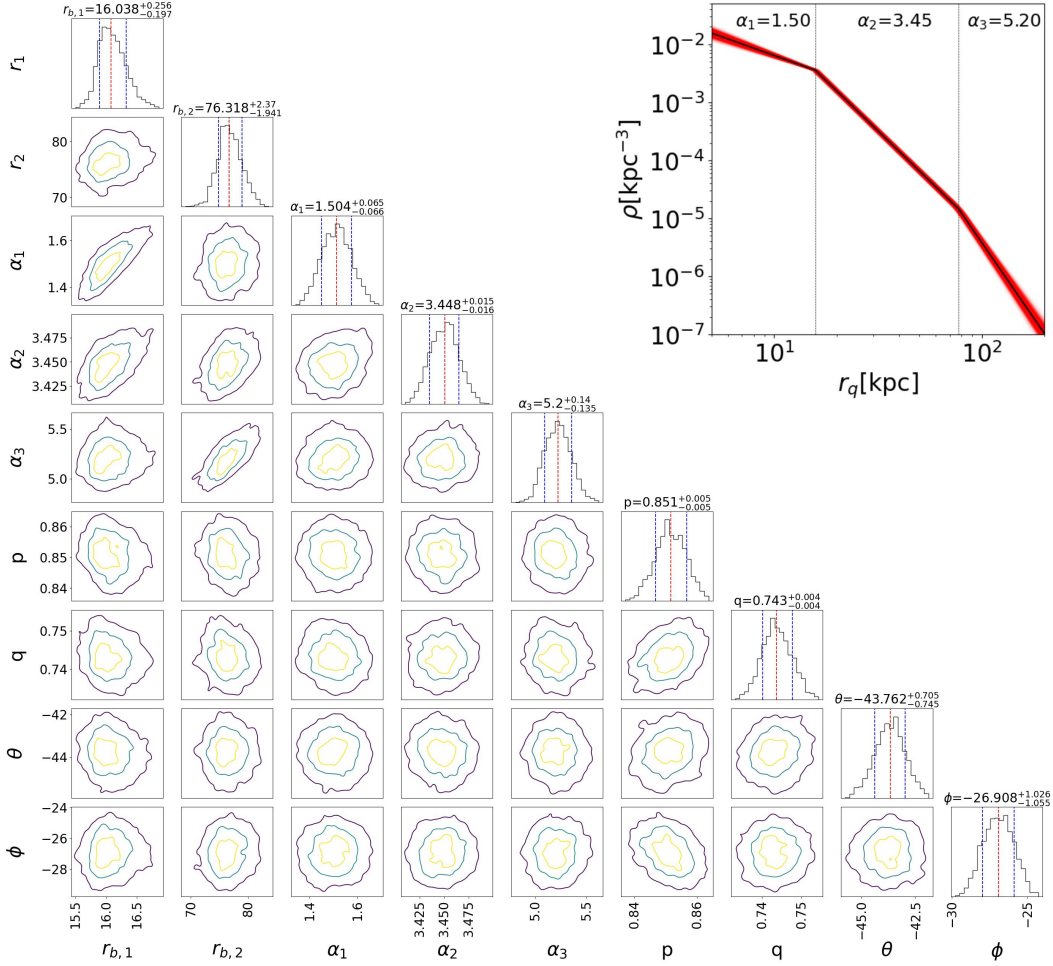 r_{b,1}=16.038^{+0.256}_{-0.197}
r_1
α_1=1.50 α_2=3.45 α_3=5.20
10^{-2}
10^{-3}
10^{-4}
10^{-5}
10^{-6}
10^{-7}
ρ[kpc^{-3}]
10^1 10^2
r_q[kpc]
r_{b,2}=76.318^{+2.37}_{-1.941}
r_2
80
70
α_1=1.504^{+0.065}_{-0.066}
α_1
1.6
1.4
α_2=3.448^{+0.015}_{-0.016}
α_2
3.475
3.450
3.425
α_3=5.2^{+0.14}_{-0.135}
α_3
5.5
5.0
p=0.851^{+0.005}_{-0.005}
p
0.86
0.85
0.84
q=0.743^{+0.004}_{-0.004}
q
0.75
0.74
θ=−43.762^{+0.705}_{-0.745}
θ
−42
−44
ϕ=−26.908^{+1.026}_{-1.055}
ϕ
−24
−26
−28
15.5 16.0 16.5 70 80 1.4 1.6 3.425 3.450 3.475 5.0 5.5 0.84 0.86 0.74 0.75 −45.0 −42.5 −30 −25
r_{b,1} r_{b,2} α_1 α_2 α_3 p q θ ϕ